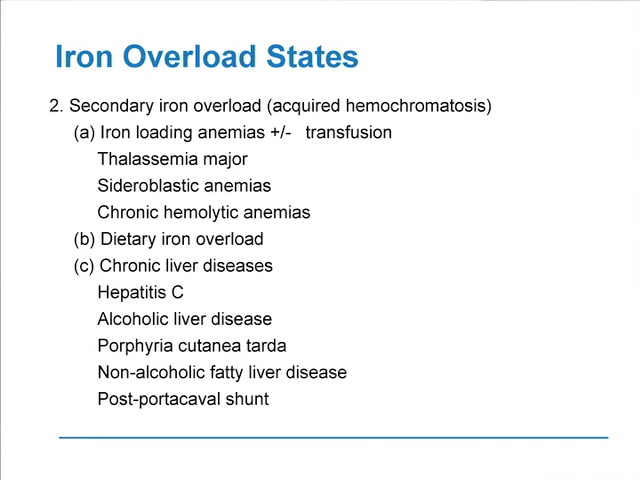 Iron Overload States
2. Secondary iron overload (acquired hemochromatosis)
(a) Iron loading anemias +/- transfusion
Thalassemia major
Sideroblastic anemias
Chronic hemolytic anemias
(b) Dietary iron overload
(c) Chronic liver diseases
Hepatitis C
Alcoholic liver disease
Porphyria cutanea tarda
Non-alcoholic fatty liver disease
Post-portacaval shunt